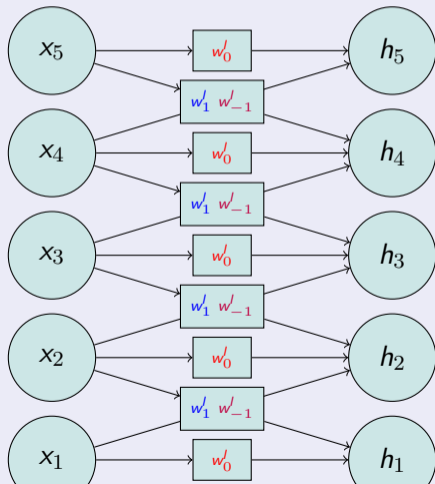 x₅ w₀ˡ h₅
w₁ˡ w₋₁ˡ
x₄ w₀ˡ h₄
w₁ˡ w₋₁ˡ
x₃ w₀ˡ h₃
w₁ˡ w₋₁ˡ
x₂ w₀ˡ h₂
w₁ˡ w₋₁ˡ
x₁ w₀ˡ h₁